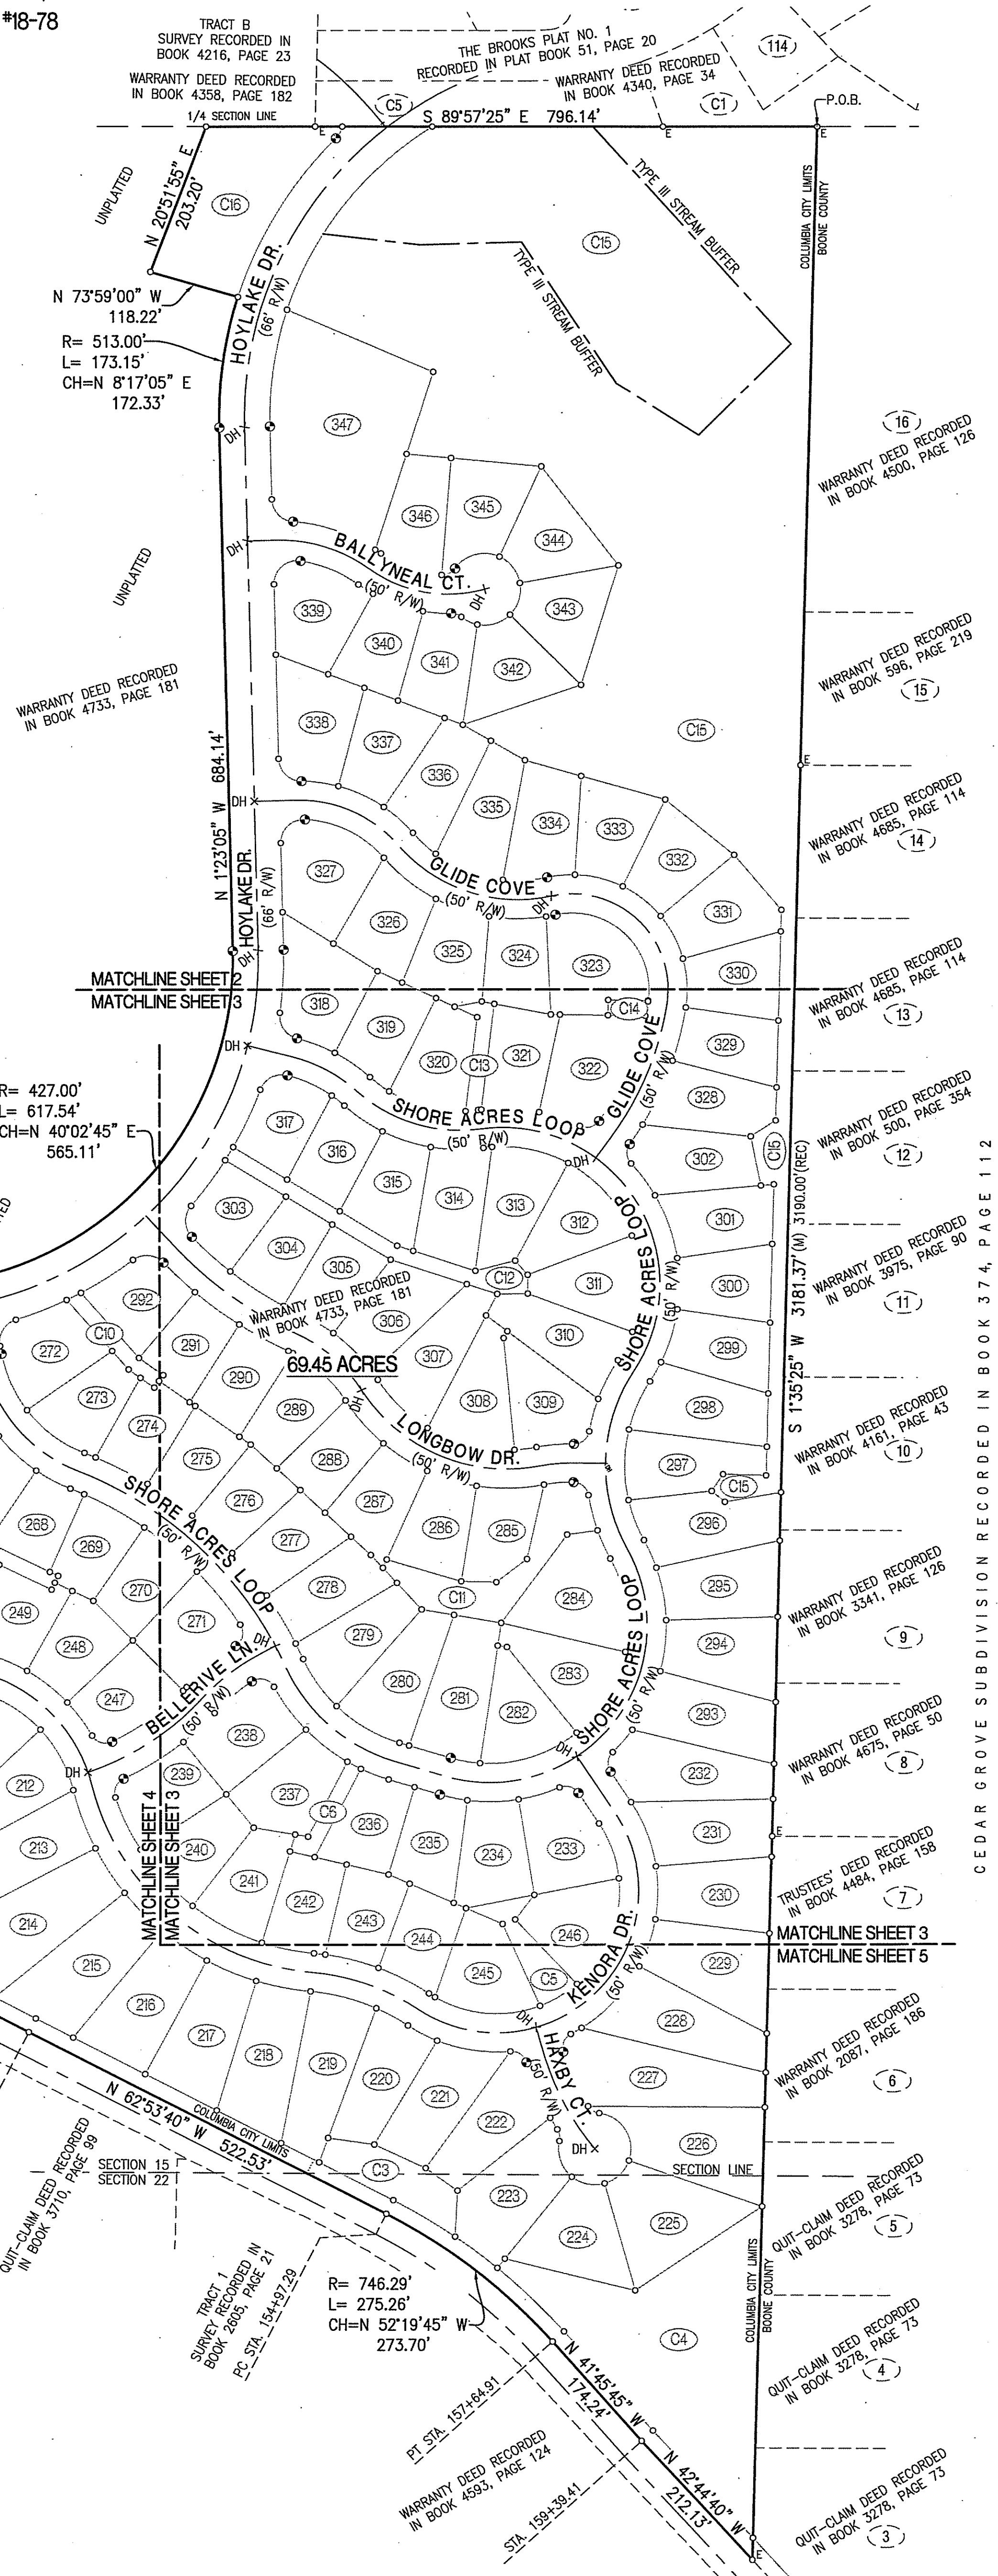 #18-78
TRACT B
SURVEY RECORDED IN
BOOK 4216, PAGE 23
WARRANTY DEED RECORDED
IN BOOK 4358, PAGE 182
1/4 SECTION LINE
THE BROOKS PLAT NO. 1
RECORDED IN PLAT BOOK 51, PAGE 20
WARRANTY DEED RECORDED
IN BOOK 4340, PAGE 34
114
C5
C1
P.O.B.
S 89°57'25" E 796.14'
E
E
E
UNPLATTED
N 20°51'55" E
203.20'
C16
C15
TYPE III STREAM BUFFER
TYPE III STREAM BUFFER
COLUMBIA CITY LIMITS
BOONE COUNTY
N 73°59'00" W
118.22'
HOYLAKE DR.
(66' R/W)
R= 513.00'
L= 173.15'
CH=N 8°17'05" E
172.33'
DH
347
16
WARRANTY DEED RECORDED
IN BOOK 4500, PAGE 126
346
345
344
DH
BALLYNEAL CT.
(50' R/W)
DH
343
UNPLATTED
339
340
341
342
WARRANTY DEED RECORDED
IN BOOK 596, PAGE 219
15
WARRANTY DEED RECORDED
IN BOOK 4733, PAGE 181
338
337
336
C15
E
N 1°23'05" W 684.14'
DH
335
334
333
332
WARRANTY DEED RECORDED
IN BOOK 4685, PAGE 114
14
HOYLAKE DR.
(66' R/W)
327
GLIDE COVE
(50' R/W)
DH
331
326
325
324
323
330
DH
MATCHLINE SHEET 2
MATCHLINE SHEET 3
WARRANTY DEED RECORDED
IN BOOK 4685, PAGE 114
13
318
319
C14
320
C13
321
322
GLIDE COVE
(50' R/W)
329
DH
328
R= 427.00'
L= 617.54'
CH=N 40°02'45" E
565.11'
SHORE ACRES LOOP
(50' R/W)
317
316
WARRANTY DEED RECORDED
IN BOOK 500, PAGE 354
12
302
C15
DH
315
314
313
303
312
301
304
305
SHORE ACRES LOOP
(50' R/W)
C12
311
300
WARRANTY DEED RECORDED
IN BOOK 3975, PAGE 90
11
S 1°35'25" W 3181.37'(M) 3190.00'(REC)
CEDAR GROVE SUBDIVISION RECORDED IN BOOK 374, PAGE 112
292
WARRANTY DEED RECORDED
IN BOOK 4733, PAGE 181
306
310
C10
272
291
299
307
69.45 ACRES
290
273
289
DH
308
309
298
274
LONGBOW DR.
(50' R/W)
WARRANTY DEED RECORDED
IN BOOK 4161, PAGE 43
10
275
288
297
C15
SHORE ACRES LOOP
(50' R/W)
276
287
268
286
285
296
269
277
270
278
284
295
WARRANTY DEED RECORDED
IN BOOK 3341, PAGE 126
9
C11
249
271
248
279
294
DH
280
283
SHORE ACRES LOOP
(50' R/W)
247
BELLERIVE LN.
(50' R/W)
281
282
293
238
DH
WARRANTY DEED RECORDED
IN BOOK 4675, PAGE 50
8
DH
239
232
212
237
C6
236
MATCHLINE SHEET 4
MATCHLINE SHEET 3
235
234
233
231
E
213
240
241
230
TRUSTEES' DEED RECORDED
IN BOOK 4484, PAGE 158
7
242
243
214
244
246
KENORA DR.
(50' R/W)
MATCHLINE SHEET 3
MATCHLINE SHEET 5
215
229
245
C5
216
DH
228
217
218
HAXBY CT.
(50' R/W)
219
220
227
WARRANTY DEED RECORDED
IN BOOK 2087, PAGE 186
6
221
222
N 62°53'40" W 522.53'
COLUMBIA CITY LIMITS
226
DH
SECTION 15
SECTION 22
C3
SECTION LINE
QUIT-CLAIM DEED RECORDED
IN BOOK 3710, PAGE 99
223
225
QUIT-CLAIM DEED RECORDED
IN BOOK 3278, PAGE 73
5
224
TRACT 1
SURVEY RECORDED IN
BOOK 2605, PAGE 21
PC STA. 154+97.29
R= 746.29'
L= 275.26'
CH=N 52°19'45" W
273.70'
COLUMBIA CITY LIMITS
BOONE COUNTY
C4
QUIT-CLAIM DEED RECORDED
IN BOOK 3278, PAGE 73
4
N 41°45'45" W
174.24'
PT STA. 157+64.91
WARRANTY DEED RECORDED
IN BOOK 4593, PAGE 124
STA. 159+39.41
N 42°44'40" W
212.13'
QUIT-CLAIM DEED RECORDED
IN BOOK 3278, PAGE 73
3
E